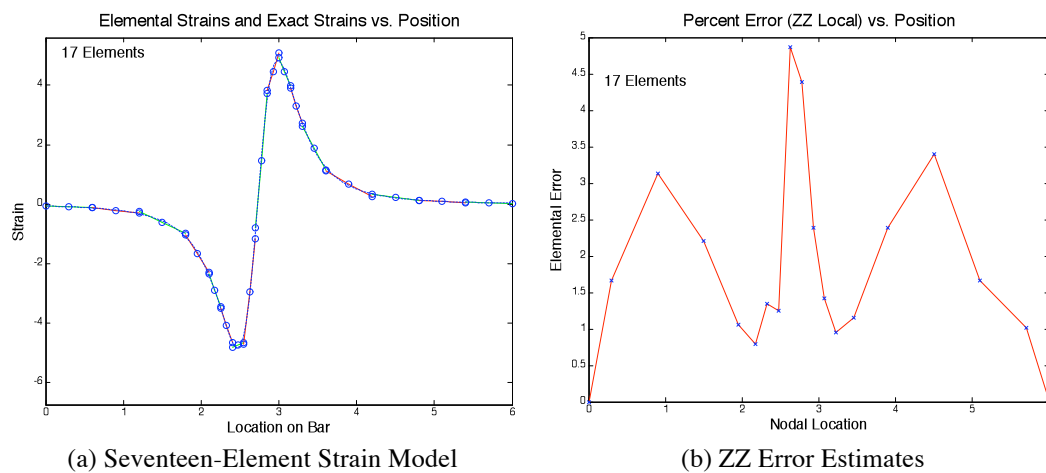 Elemental Strains and Exact Strains vs. Position
17 Elements
Strain
4
2
0
-2
-4
-6
0 1 2 3 4 5 6
Location on Bar
(a) Seventeen-Element Strain Model
Percent Error (ZZ Local) vs. Position
17 Elements
Elemental Error
5
4.5
4
3.5
3
2.5
2
1.5
1
0.5
0
0 1 2 3 4 5
Nodal Location
(b) ZZ Error Estimates